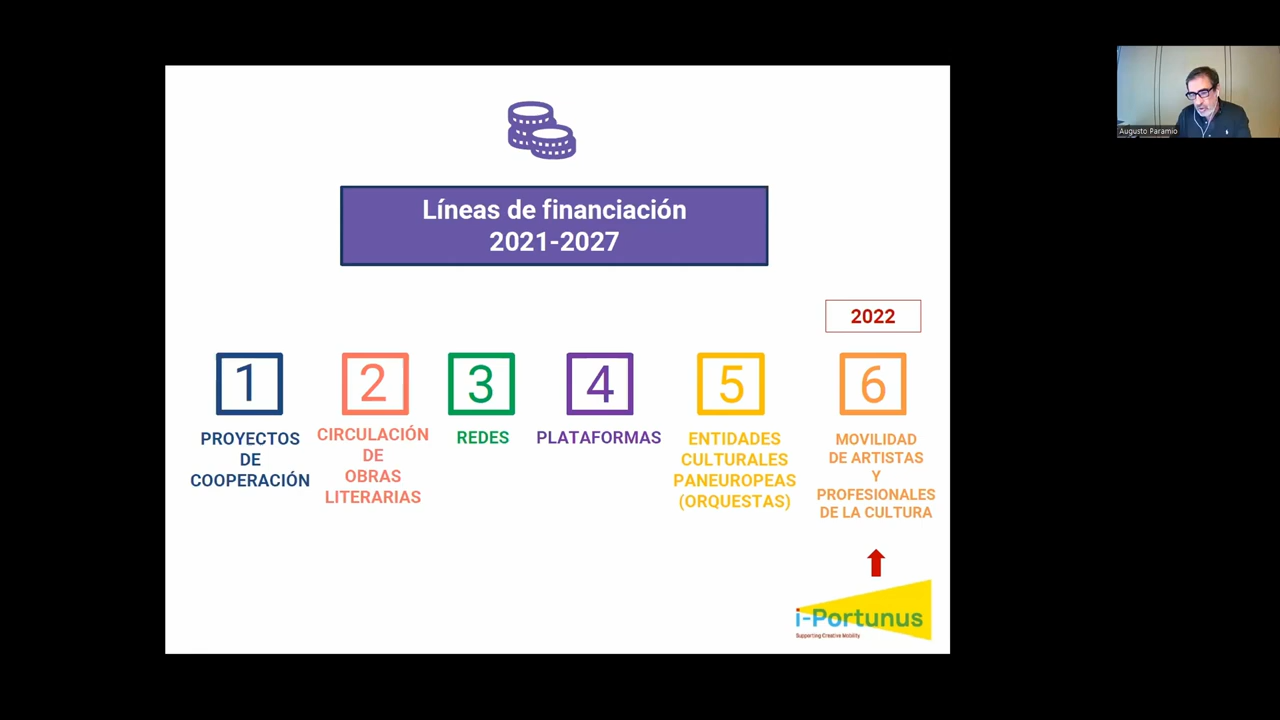 Augusto Paramio
Líneas de financiación
2021-2027
2022
1
PROYECTOS
DE
COOPERACIÓN
2
CIRCULACIÓN
DE
OBRAS
LITERARIAS
3
REDES
4
PLATAFORMAS
5
ENTIDADES
CULTURALES
PANEUROPEAS
(ORQUESTAS)
6
MOVILIDAD
DE ARTISTAS
Y
PROFESIONALES
DE LA CULTURA
i-Portunus
Supporting Creative Mobility